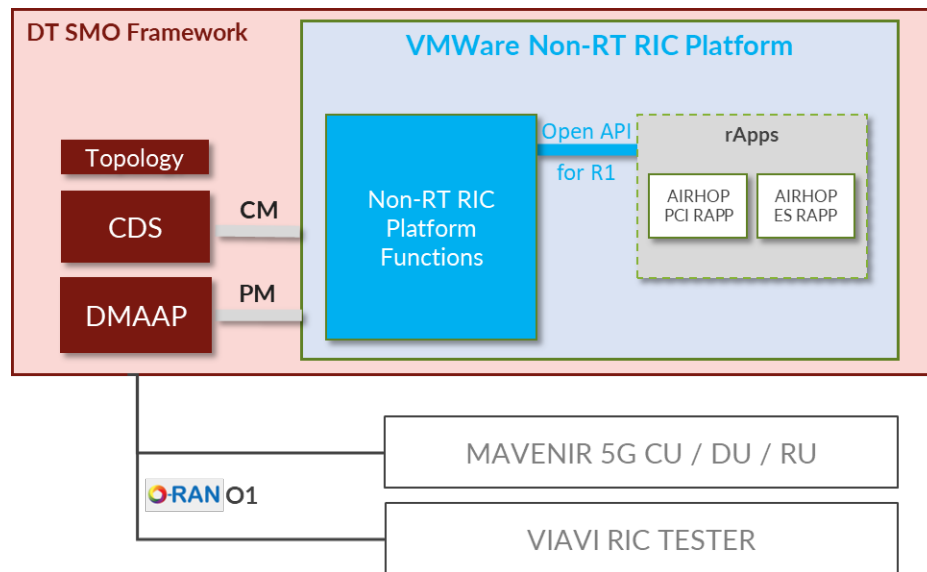 DT SMO Framework
VMWare Non-RT RIC Platform
Topology
CDS
CM
DMAAP
PM
Non-RT RIC
Platform
Functions
Open API
for R1
rApps
AIRHOP
PCI RAPP
AIRHOP
ES RAPP
MAVENIR 5G CU / DU / RU
O-RAN O1
VIAVI RIC TESTER